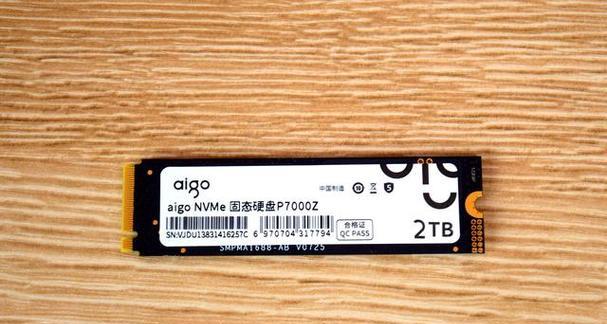 aigo
中国制造
aigo NVMe 固态硬盘P7000Z
SN:VJDU13831416257C 6 970704 317794
合格证
QC PASS
2TB
SMPMA1688-AB V0725